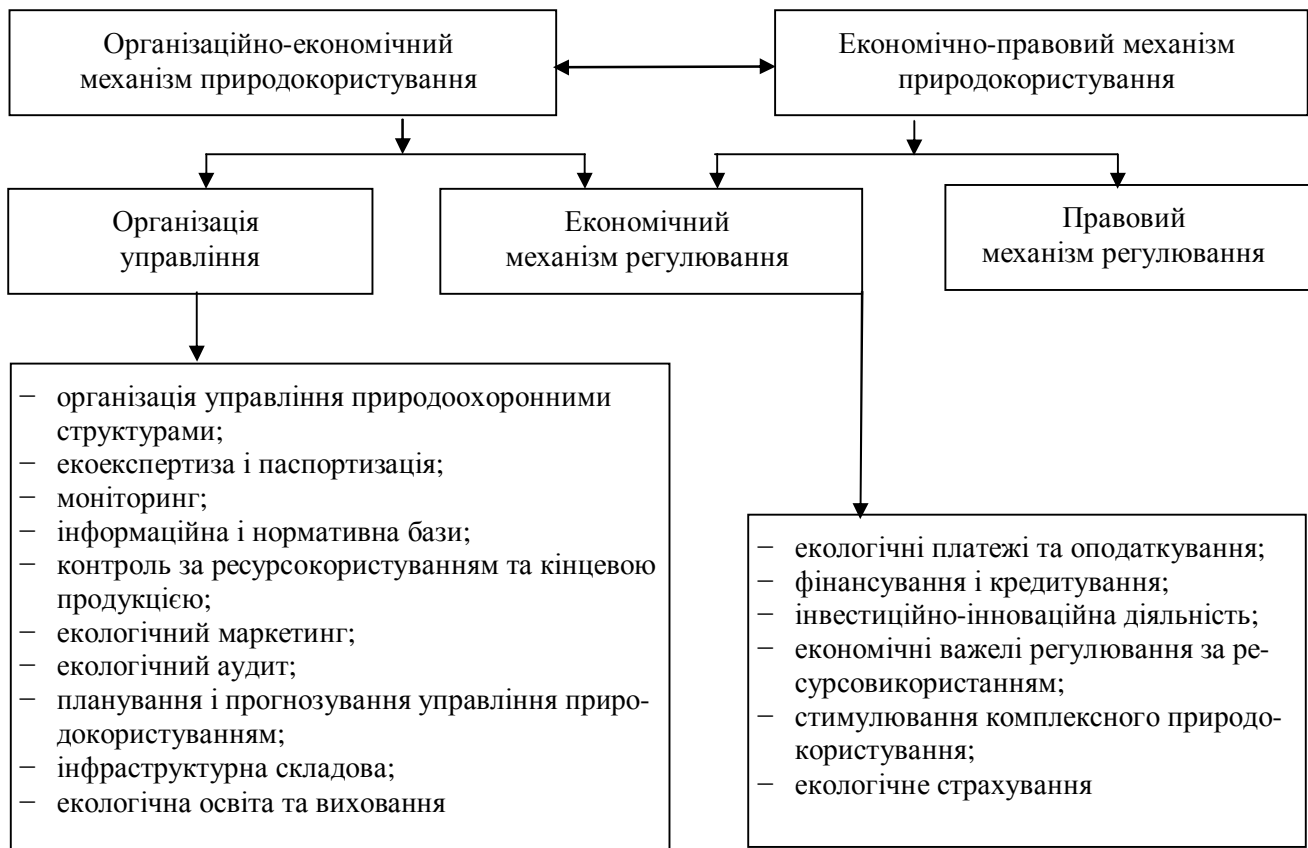 Організаційно-економічний
механізм природокористування
Економічно-правовий механізм
природокористування
Організація
управління
Економічний
механізм регулювання
Правовий
механізм регулювання
− організація управління природоохоронними
структурами;
− екоекспертиза і паспортизація;
− моніторинг;
− інформаційна і нормативна бази;
− контроль за ресурсокористуванням та кінцевою
продукцією;
− екологічний маркетинг;
− екологічний аудит;
− планування і прогнозування управління приро-
докористуванням;
− інфраструктурна складова;
− екологічна освіта та виховання
− екологічні платежі та оподаткування;
− фінансування і кредитування;
− інвестиційно-інноваційна діяльність;
− економічні важелі регулювання за ре-
сурсовикористанням;
− стимулювання комплексного природо-
користування;
− екологічне страхування